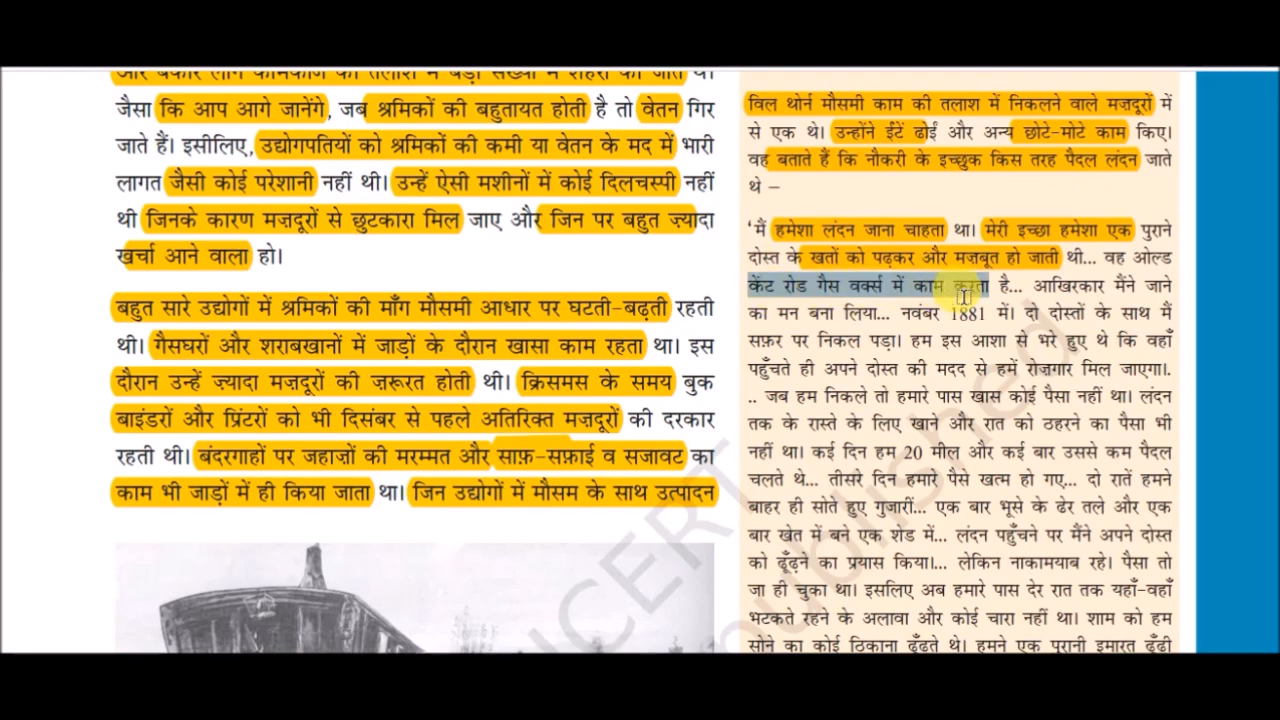 और बेकार लोग कामकाज की तलाश में बड़ी संख्या में शहरों को जाते थे।
जैसा कि आप आगे जानेंगे, जब श्रमिकों की बहुतायत होती है तो वेतन गिर
जाते हैं। इसीलिए, उद्योगपतियों को श्रमिकों की कमी या वेतन के मद में भारी
लागत जैसी कोई परेशानी नहीं थी। उन्हें ऐसी मशीनों में कोई दिलचस्पी नहीं
थी जिनके कारण मज़दूरों से छुटकारा मिल जाए और जिन पर बहुत ज़्यादा
खर्चा आने वाला हो।
बहुत सारे उद्योगों में श्रमिकों की माँग मौसमी आधार पर घटती-बढ़ती रहती
थी। गैसघरों और शराबखानों में जाड़ों के दौरान खासा काम रहता था। इस
दौरान उन्हें ज़्यादा मज़दूरों की ज़रूरत होती थी। क्रिसमस के समय बुक
बाइंडरों और प्रिंटरों को भी दिसंबर से पहले अतिरिक्त मज़दूरों की दरकार
रहती थी। बंदरगाहों पर जहाज़ों की मरम्मत और साफ़-सफ़ाई व सजावट का
काम भी जाड़ों में ही किया जाता था। जिन उद्योगों में मौसम के साथ उत्पादन
विल थोर्न मौसमी काम की तलाश में निकलने वाले मज़दूरों में
से एक थे। उन्होंने ईंटें ढोईं और अन्य छोटे-मोटे काम किए।
वह बताते हैं कि नौकरी के इच्छुक किस तरह पैदल लंदन जाते
थे –
'मैं हमेशा लंदन जाना चाहता था। मेरी इच्छा हमेशा एक पुराने
दोस्त के खतों को पढ़कर और मज़बूत हो जाती थी... वह ओल्ड
केंट रोड गैस वर्क्स में काम करता है... आखिरकार मैंने जाने
का मन बना लिया... नवंबर 1881 में। दो दोस्तों के साथ मैं
सफ़र पर निकल पड़ा। हम इस आशा से भरे हुए थे कि वहाँ
पहुँचते ही अपने दोस्त की मदद से हमें रोज़गार मिल जाएगा।.
.. जब हम निकले तो हमारे पास खास कोई पैसा नहीं था। लंदन
तक के रास्ते के लिए खाने और रात को ठहरने का पैसा भी
नहीं था। कई दिन हम 20 मील और कई बार उससे कम पैदल
चलते थे... तीसरे दिन हमारे पैसे खत्म हो गए... दो रातें हमने
बाहर ही सोते हुए गुजारीं... एक बार भूसे के ढेर तले और एक
बार खेत में बने एक शेड में... लंदन पहुँचने पर मैंने अपने दोस्त
को ढूँढ़ने का प्रयास किया।... लेकिन नाकामयाब रहे। पैसा तो
जा ही चुका था। इसलिए अब हमारे पास देर रात तक यहाँ-वहाँ
भटकते रहने के अलावा और कोई चारा नहीं था। शाम को हम
सोने का कोई ठिकाना ढूँढ़ते थे। हमने एक पुरानी इमारत ढूँढ़ी
NCERT
published